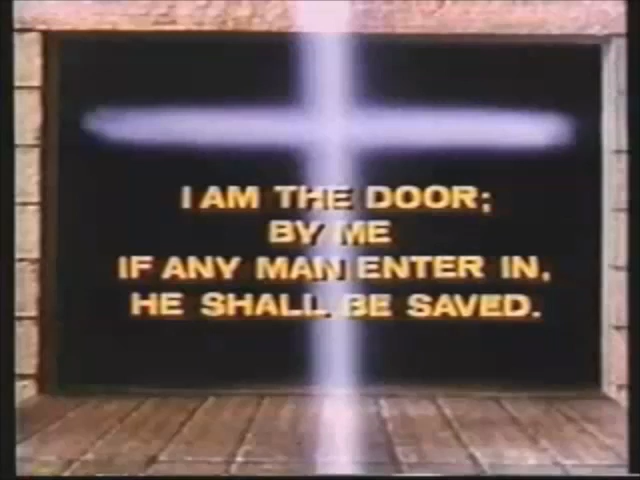 I AM THE DOOR;
BY ME
IF ANY MAN ENTER IN,
HE SHALL BE SAVED.